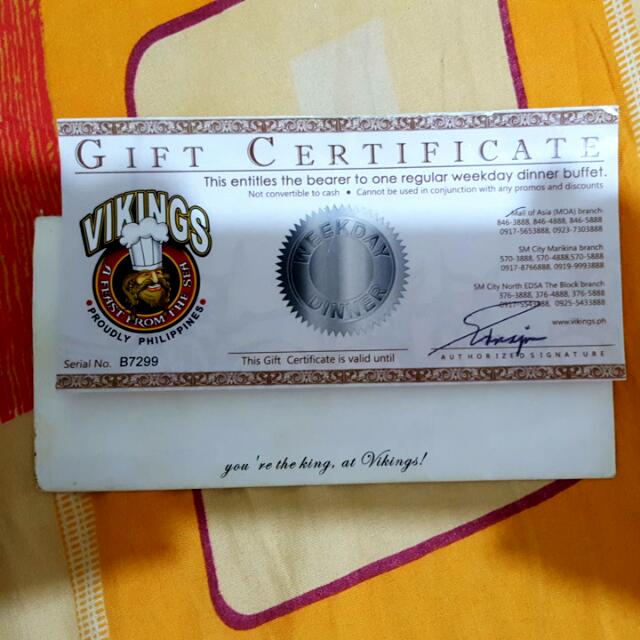 GIFT CERTIFICATE
This entitles the bearer to one regular weekday dinner buffet.
Not convertible to cash • Cannot be used in conjunction with any promos and discounts
VIKINGS
A FEAST FROM THE SEA
• PROUDLY PHILIPPINES •
Serial No. B7299
WEEKDAY
DINNER
This Gift Certificate is valid until
Mall of Asia (MOA) branch
846-3888, 846-4888, 846-5888
0917-5653888, 0923-7303888
SM City Marikina branch
570-3888, 570-4888,570-5888
0917-8766888, 0919-9993888
SM City North EDSA The Block branch
376-3888, 376-4888, 376-5888
0925-5453888
www.vikings.ph
AUTHORIZED SIGNATURE
you 're the king, at Vikings!